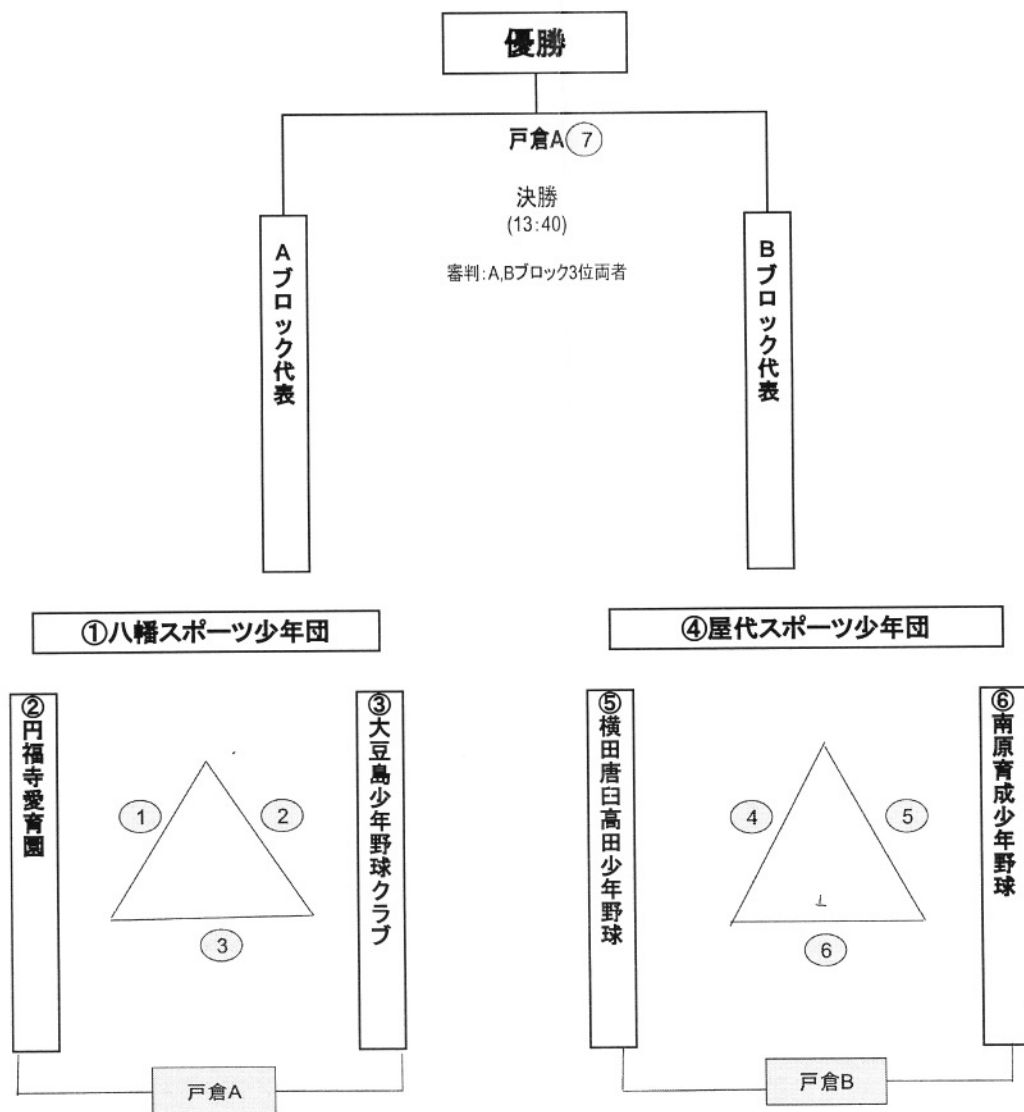 優勝
戸倉A 7
決勝
(13:40)
審判:A,Bブロック3位両者
Aブロック代表
Bブロック代表
①八幡スポーツ少年団
④屋代スポーツ少年団
②円福寺愛育園
1
2
3
③大豆島少年野球クラブ
⑤横田唐臼高田少年野球
4
5
6
⑥南原育成少年野球
戸倉A
戸倉B